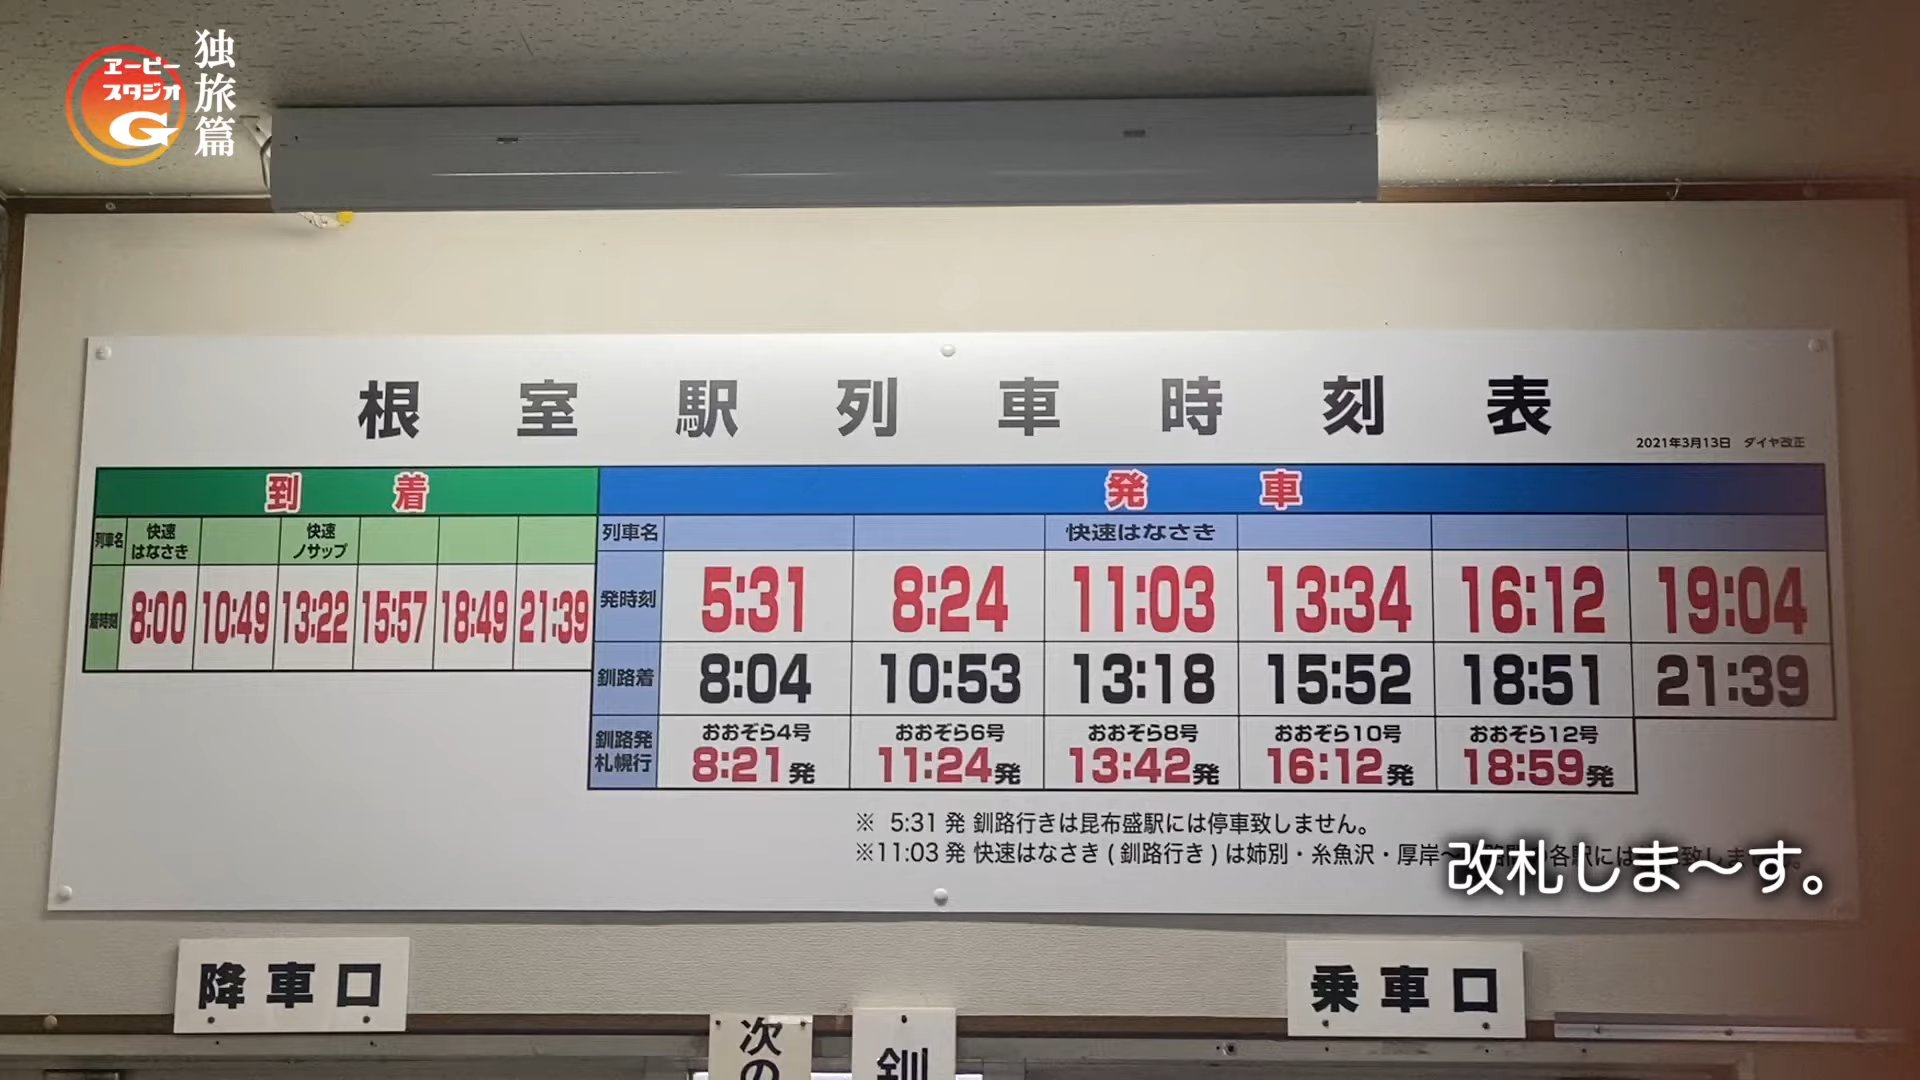 ヱーピー
スタジオ
G
独旅篇
根室駅列車時刻表
2021年3月13日 ダイヤ改正
到着
発車
列車名 快速はなさき 快速ノサップ
着時刻 8:00 10:49 13:22 15:57 18:49 21:39
列車名 快速はなさき
発時刻 5:31 8:24 11:03 13:34 16:12 19:04
釧路着 8:04 10:53 13:18 15:52 18:51 21:39
釧路発札幌行 おおぞら4号 おおぞら6号 おおぞら8号 おおぞら10号 おおぞら12号
8:21発 11:24発 13:42発 16:12発 18:59発
※ 5:31 発 釧路行きは昆布盛駅には停車致しません。
※11:03 発 快速はなさき ( 釧路行き ) は姉別・糸魚沢・厚岸~
改札しま〜す。
降車口
乗車口
次の
釧